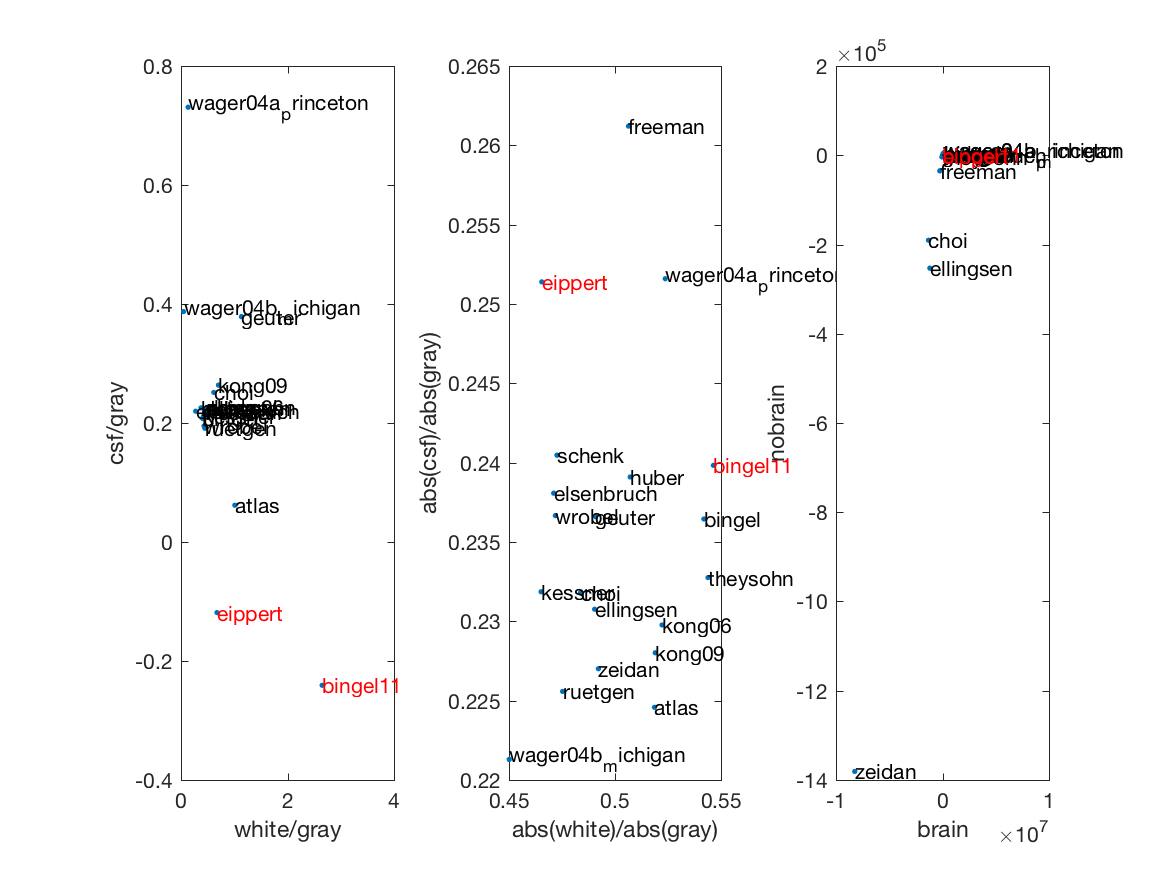 0.8
0.6
0.4
0.2
0
-0.2
-0.4
csf/gray
wager04a_princeton
wager04b_michigan
geuter
kong09
choi
ruetgen
atlas
eippert
bingel11
0
2
4
white/gray
0.265
0.26
0.255
0.25
0.245
0.24
0.235
0.23
0.225
0.22
abs(csf)/abs(gray)
freeman
eippert
wager04a_princeton
schenk
bingel11
huber
elsenbruch
wrobel
geuter
bingel
theysohn
kessner
choi
ellingsen
kong06
kong09
zeidan
ruetgen
atlas
wager04b_michigan
0.45
0.5
0.55
abs(white)/abs(gray)
×10^5
2
0
-2
-4
-6
-8
-10
-12
-14
nobrain
eippert
freeman
choi
ellingsen
zeidan
-1
0
1
brain
×10^7